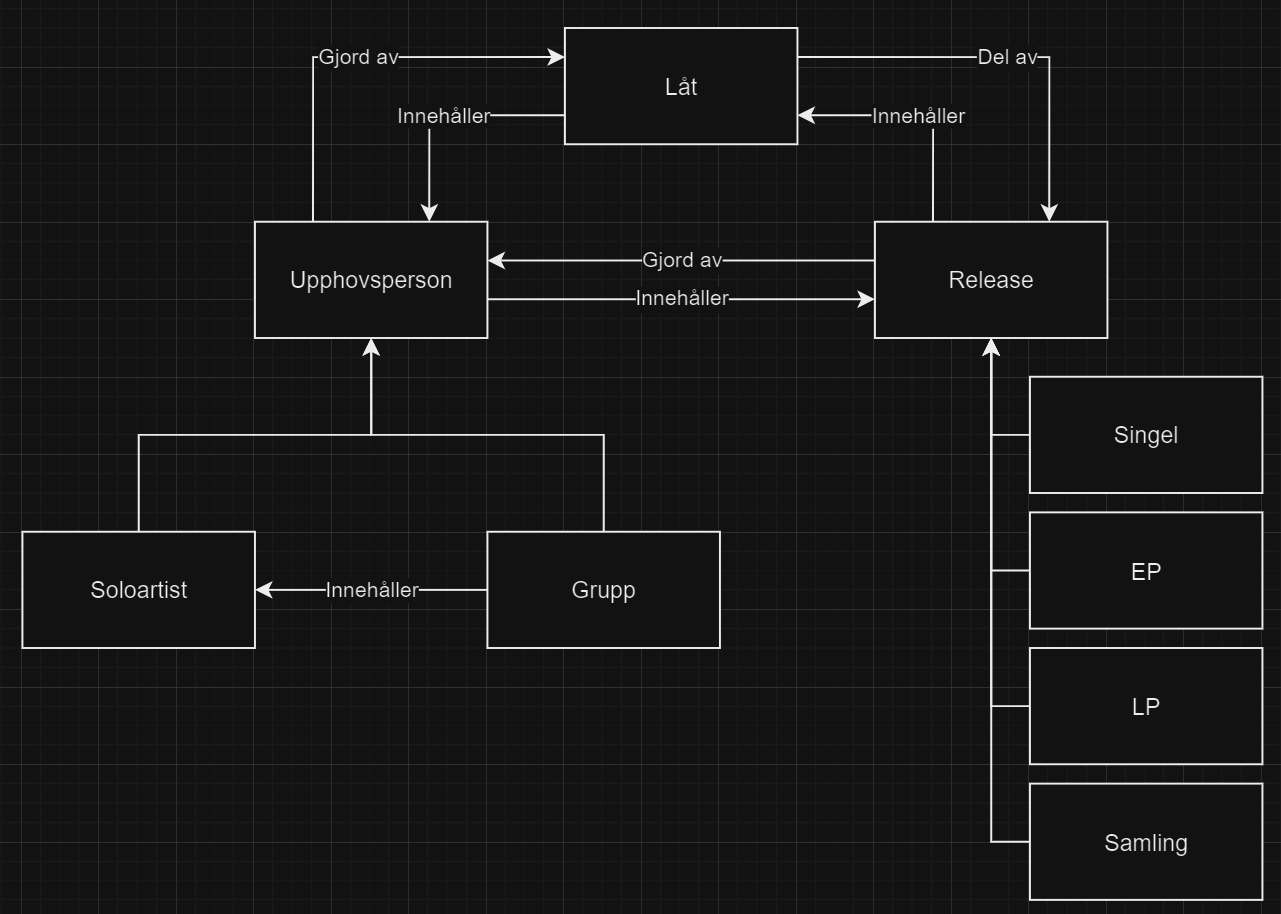 Gjord av
Låt
Del av
Innehåller
Innehåller
Upphovsperson
Gjord av
Innehåller
Release
Singel
EP
Soloartist
Innehåller
Grupp
LP
Samling